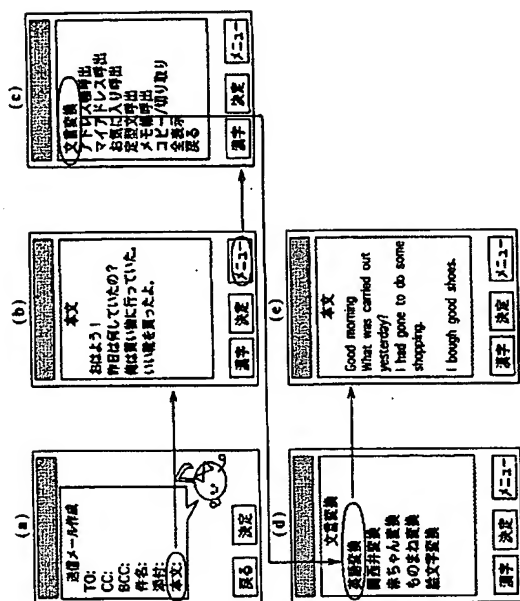 (a)
送信メール作成
TO:
CC:
BCC:
件名:
添付:
本文:
戻る 決定
(b)
本文
おはよう!
昨日は何していたの?
俺は買い物に行っていた。
いい靴を買ったよ。
漢字 決定 メニュー
(c)
文言変換
アドレス帳呼出
マイアドレス呼出
お気に入り呼出
定型文呼出
メモ帳呼出
コピー/切り取り
全表示
戻る
漢字 決定 メニュー
(d)
文言変換
英語変換
関西弁変換
赤ちゃん変換
ものまね変換
絵文字変換
漢字 決定 メニュー
(e)
本文
Good morning
What was carried out
yesterday?
I had gone to do some
shopping.
I bough good shoes.
漢字 決定 メニュー